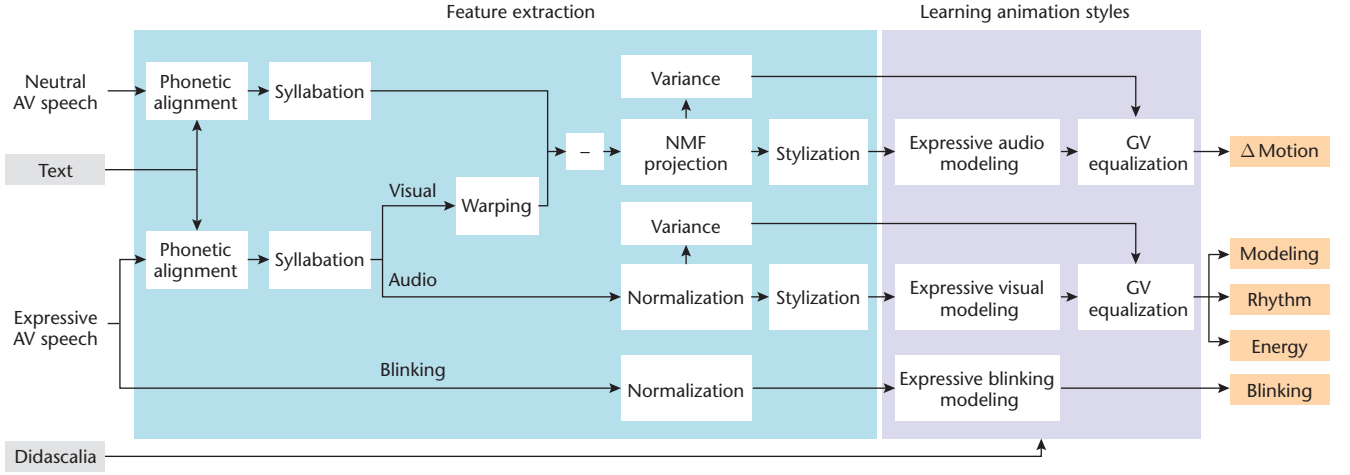 Feature extraction
Learning animation styles
Neutral
AV speech
Phonetic
alignment
Syllabation
Variance
Text
–
NMF
projection
Stylization
Expressive audio
modeling
GV
equalization
Δ Motion
Visual
Warping
Phonetic
alignment
Syllabation
Variance
Audio
Normalization
Stylization
Expressive visual
modeling
GV
equalization
Modeling
Rhythm
Energy
Expressive
AV speech
Blinking
Normalization
Expressive blinking
modeling
Blinking
Didascalia